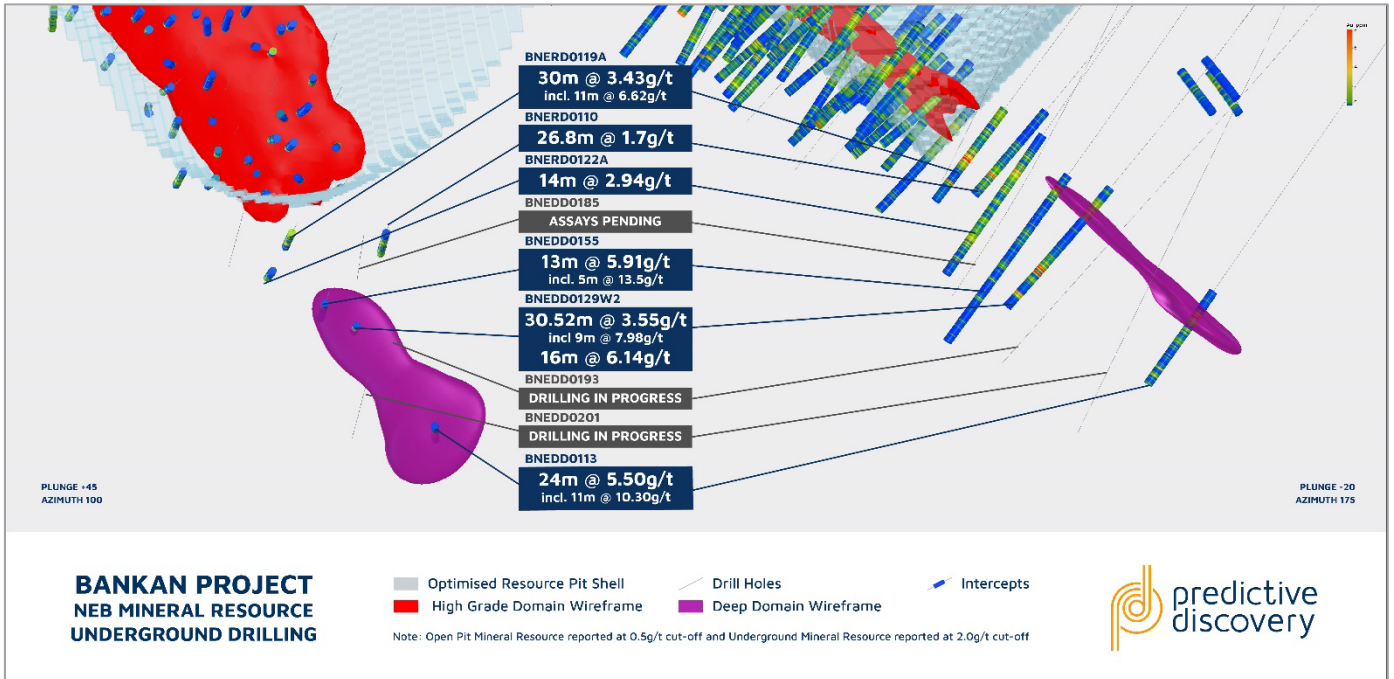 Au ppm
BNERD0119A
30m @ 3.43g/t
incl. 11m @ 6.62g/t
BNERD0110
26.8m @ 1.7g/t
BNERD0122A
14m @ 2.94g/t
BNEDD0185
ASSAYS PENDING
BNEDD0155
13m @ 5.91g/t
incl. 5m @ 13.5g/t
BNEDD0129W2
30.52m @ 3.55g/t
incl 9m @ 7.98g/t
16m @ 6.14g/t
BNEDD0193
DRILLING IN PROGRESS
BNEDD0201
DRILLING IN PROGRESS
BNEDD0113
24m @ 5.50g/t
incl. 11m @ 10.30g/t
PLUNGE +45
AZIMUTH 100
PLUNGE -20
AZIMUTH 175
BANKAN PROJECT
NEB MINERAL RESOURCE
UNDERGROUND DRILLING
Optimised Resource Pit Shell
Drill Holes
Intercepts
High Grade Domain Wireframe
Deep Domain Wireframe
Note: Open Pit Mineral Resource reported at 0.5g/t cut-off and Underground Mineral Resource reported at 2.0g/t cut-off
predictive
discovery